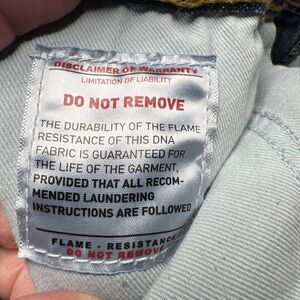 DISCLAIMER OF WARRANTY
LIMITATION OF LIABILITY
DO NOT REMOVE
THE DURABILITY OF THE FLAME
RESISTANCE OF THIS DNA
FABRIC IS GUARANTEED FOR
THE LIFE OF THE GARMENT,
PROVIDED THAT ALL RECOM-
MENDED LAUNDERING
INSTRUCTIONS ARE FOLLOWED
FLAME - RESISTANCE
DO NOT REMOVE